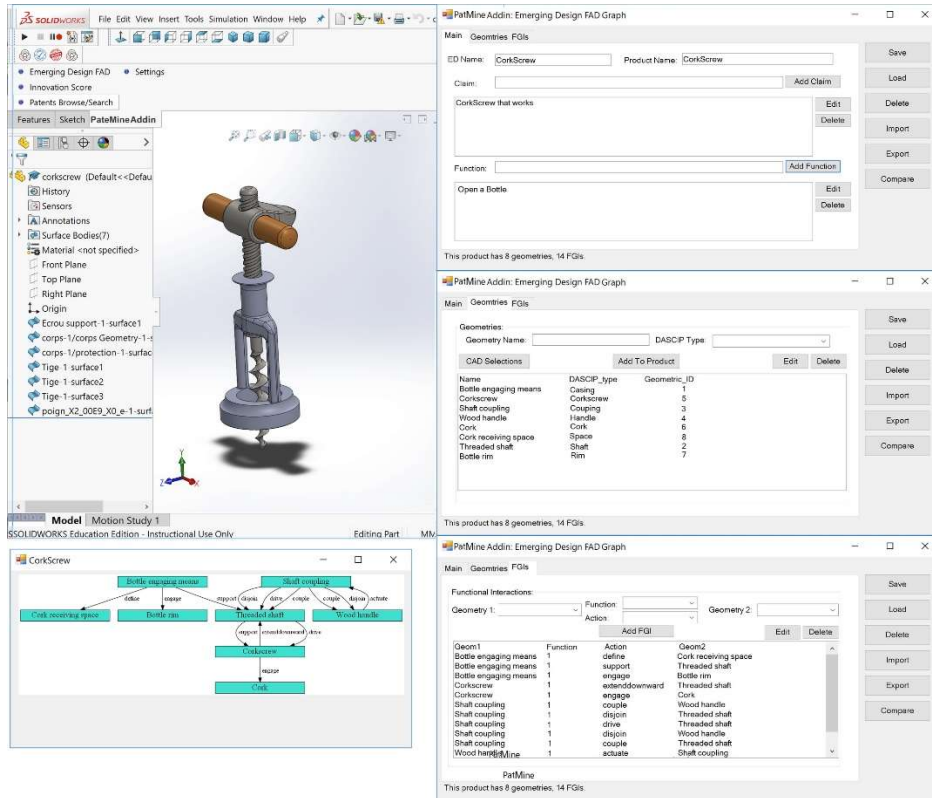 SOLIDWORKS File Edit View Insert Tools Simulation Window Help
Emerging Design FAD Settings
Innovation Score
Patents Browse/Search
Features Sketch PateMineAddin
corkscrew (Default<<Defau
History
Sensors
Annotations
Surface Bodies(7)
Material <not specified>
Front Plane
Top Plane
Right Plane
Origin
Ecrou support-1-surface1
corps-1/corps Geometry-1-s
corps-1/protection-1-surfac
Tige-1-surface1
Tige-1-surface2
Tige-1-surface3
poign_X2_00E9_X0_e-1-surf
Y
Z X
Model Motion Study 1
SSOLIDWORKS Education Edition - Instructional Use Only Editing Part MM
CorkScrew
Bottle engaging means Shaft coupling
define engage support disjoin drive couple couple disjoin actuate
Cork receiving space Bottle rim Threaded shaft Wood handle
support extenddownward drive
Corkscrew
engage
Cork
PatMine Addin: Emerging Design FAD Graph
Main Geomtries FGIs
ED Name: CorkScrew Product Name: CorkScrew
Claim: Add Claim
CorkScrew that works
Edit
Delete
Function: Add Function
Open a Bottle
Edit
Delete
This product has 8 geometries, 14 FGIs.
Save
Load
Delete
Import
Export
Compare
PatMine Addin: Emerging Design FAD Graph
Main Geomtries FGIs
Geometries:
Geometry Name: DASCIP Type:
CAD Selections Add To Product Edit Delete
Name DASCIP_type Geometric_ID
Bottle engaging means Casing 1
Corkscrew Corkscrew 5
Shaft coupling Couping 3
Wood handle Handle 4
Cork Cork 6
Cork receiving space Space 8
Threaded shaft Shaft 2
Bottle rim Rim 7
This product has 8 geometries, 14 FGIs.
Save
Load
Delete
Import
Export
Compare
PatMine Addin: Emerging Design FAD Graph
Main Geomtries FGIs
Functional Interactions:
Geometry 1: Function: Geometry 2:
Action:
Add FGI Edit Delete
Geom1 Function Action Geom2
Bottle engaging means 1 define Cork receiving space
Bottle engaging means 1 support Threaded shaft
Bottle engaging means 1 engage Bottle rim
Corkscrew 1 extenddownward Threaded shaft
Corkscrew 1 engage Cork
Shaft coupling 1 couple Wood handle
Shaft coupling 1 disjoin Threaded shaft
Shaft coupling 1 drive Threaded shaft
Shaft coupling 1 disjoin Wood handle
Shaft coupling 1 couple Threaded shaft
Wood handle 1 actuate Shaft coupling
PatMine
PatMine
This product has 8 geometries, 14 FGIs.
Save
Load
Delete
Import
Export
Compare